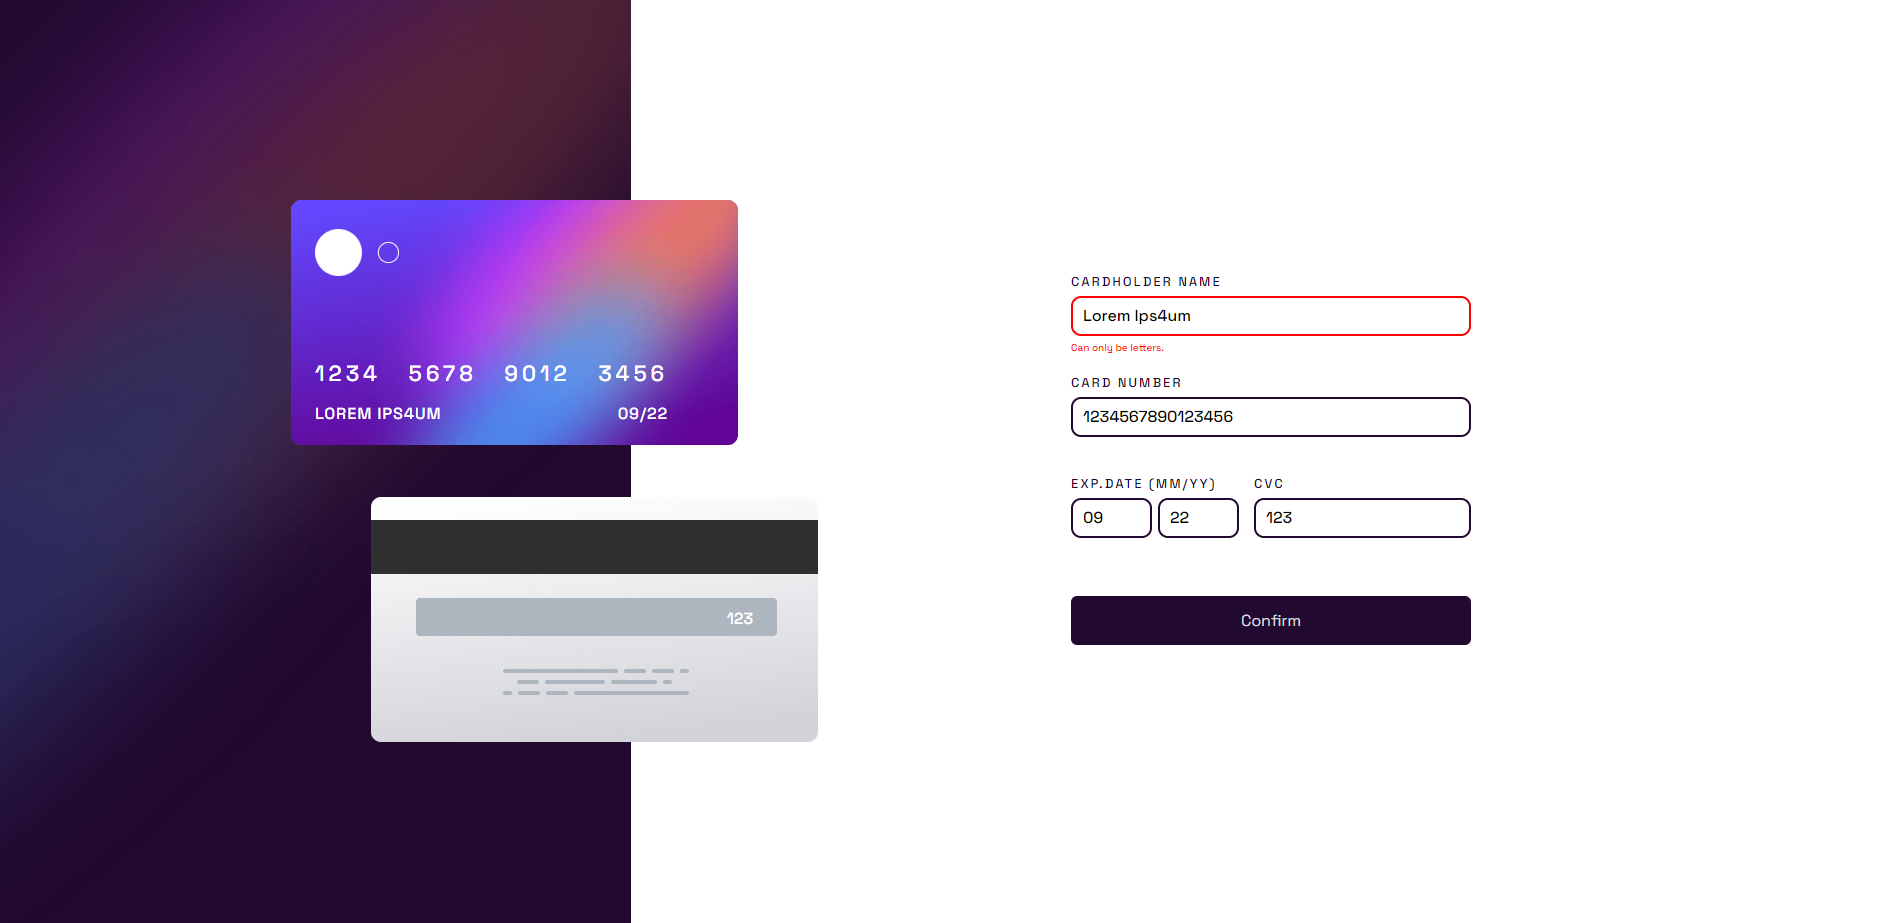 1234 5678 9012 3456
LOREM IPS4UM 09/22
123
CARDHOLDER NAME
Lorem Ips4um
Can only be letters.
CARD NUMBER
1234567890123456
EXP.DATE (MM/YY) CVC
09 22 123
Confirm